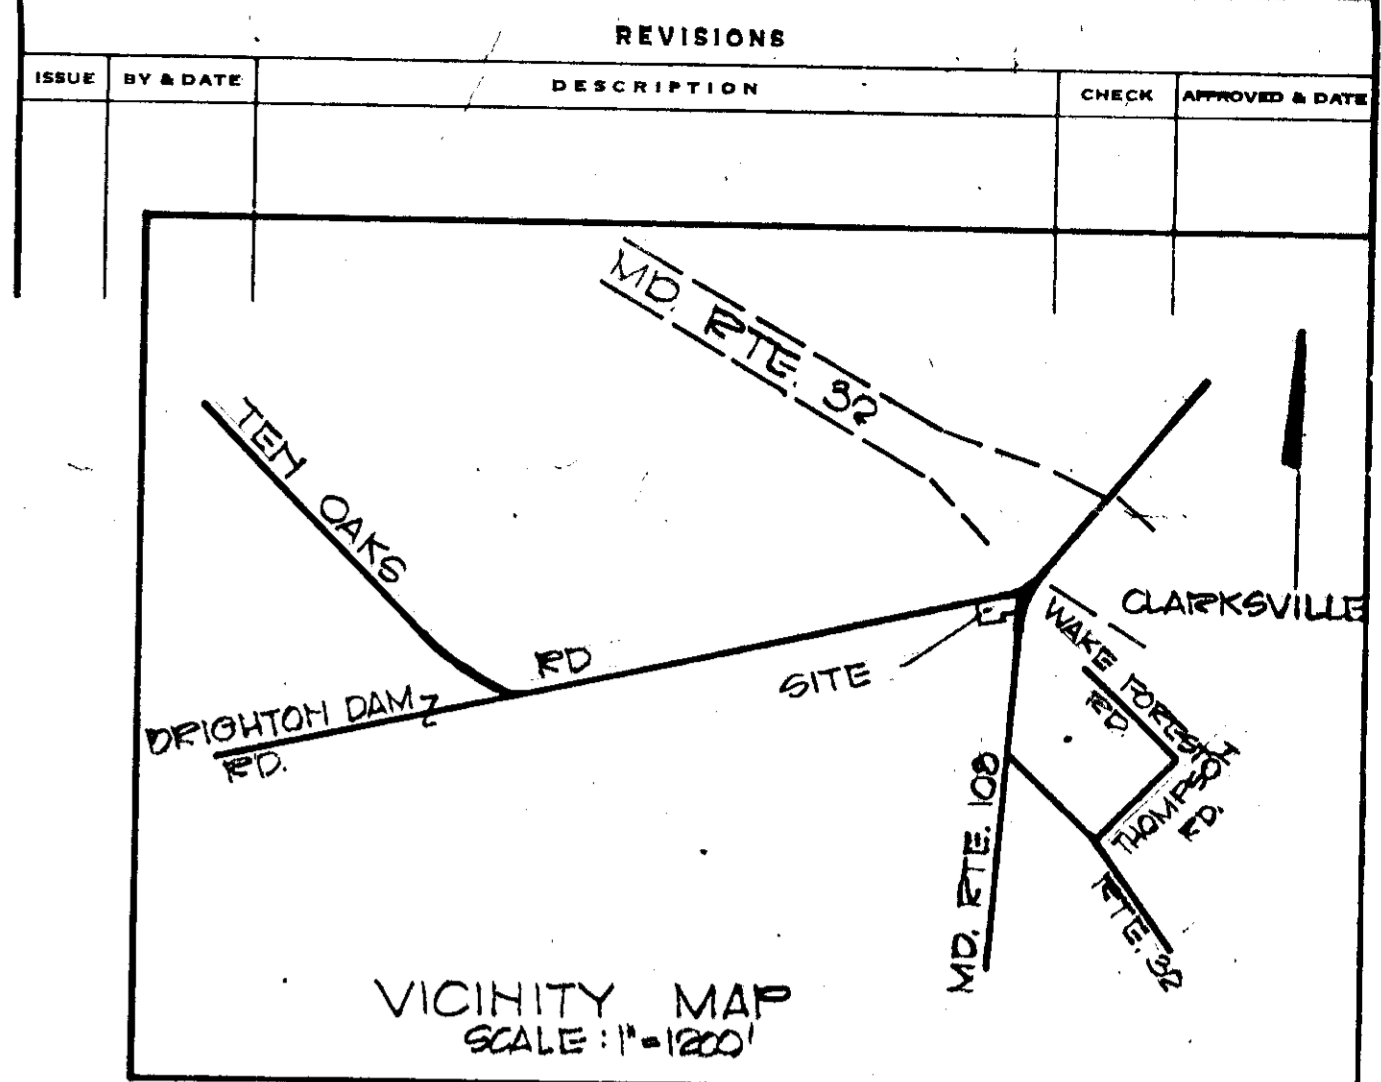 REVISIONS
ISSUE BY & DATE DESCRIPTION CHECK APPROVED & DATE
MD. RTE. 32
TEN OAKS
RD
CLARKSVILLE
WAKE FOREST
RD.
SITE
BRIGHTON DAM
RD.
THOMPSON
RD.
MD. RTE. 108
RTE. 32
VICINITY MAP
SCALE: 1"=1200'